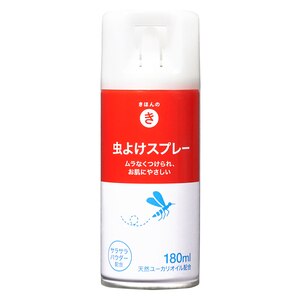 きほんの
き
虫よけスプレー
ムラなくつけられ、
お肌にやさしい
サラサラ
パウダー
配合
180ml
天然ユーカリオイル配合